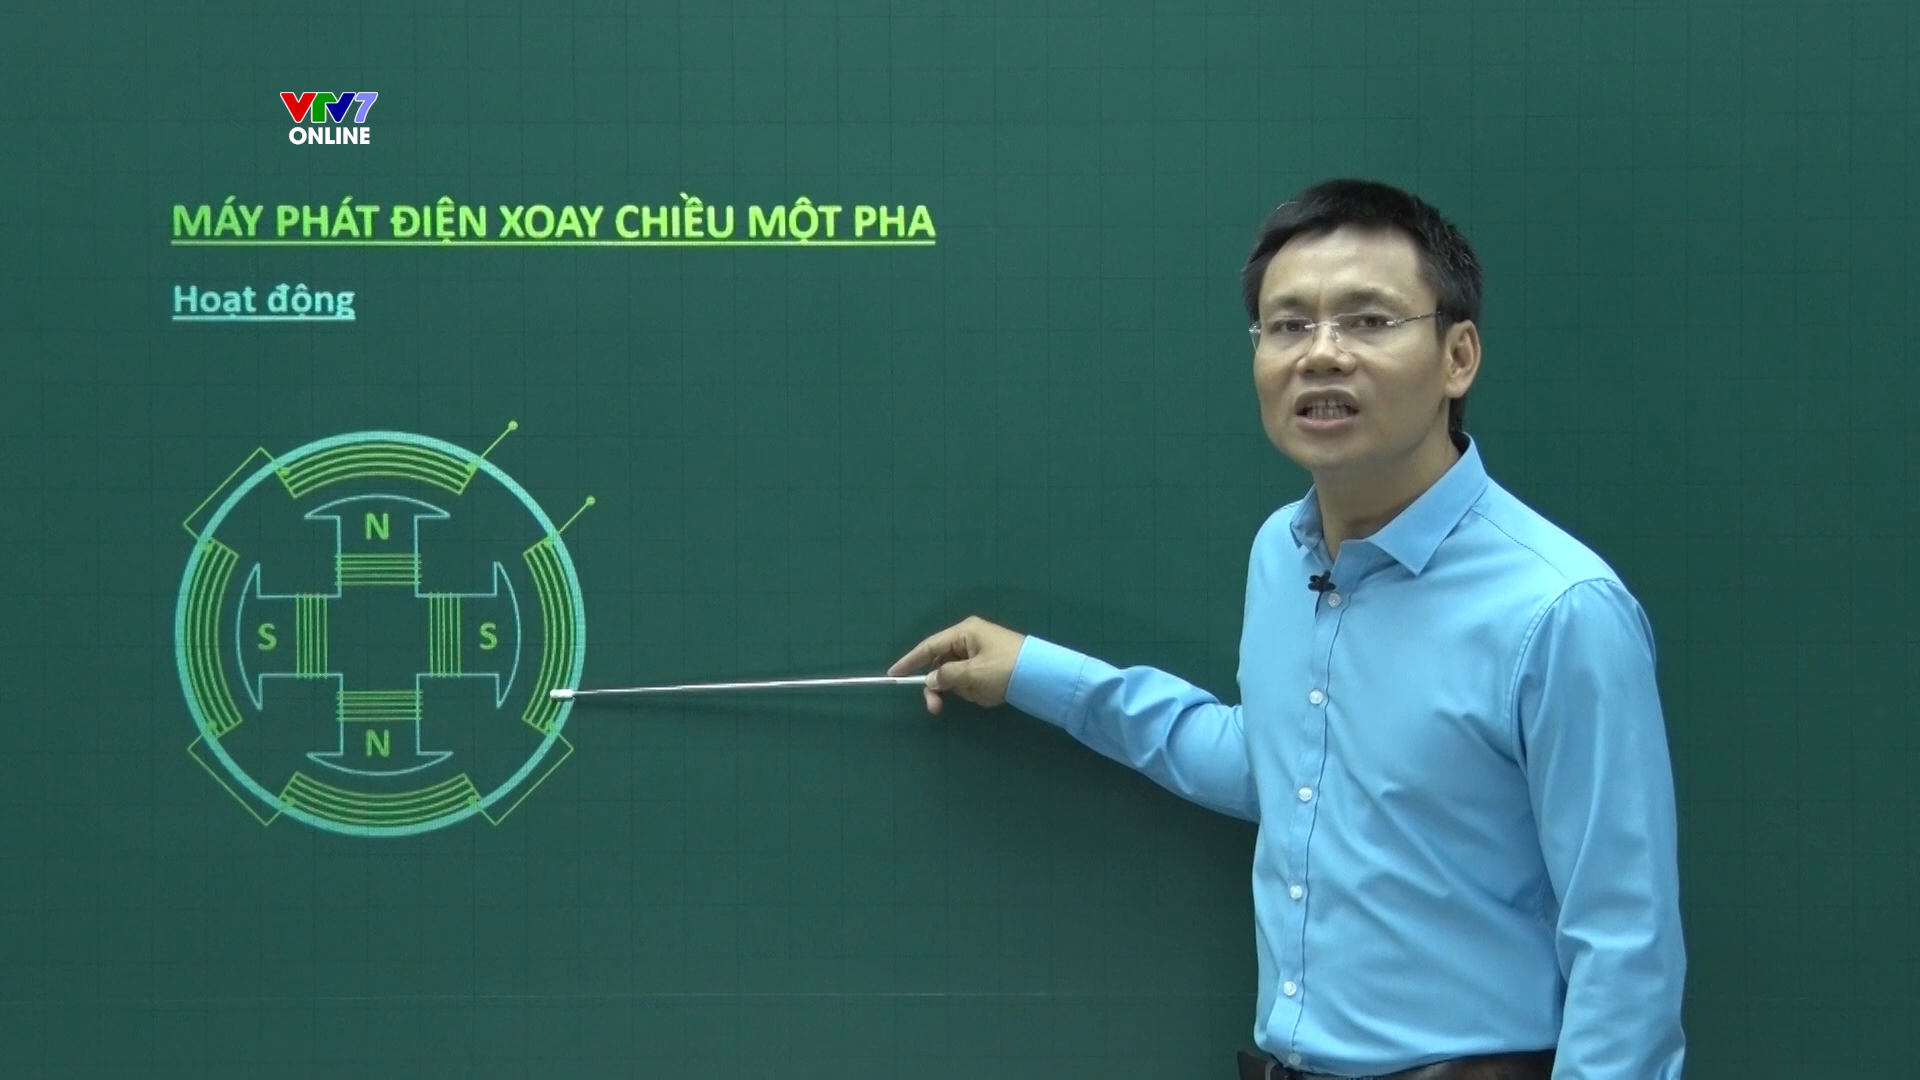 VTV7
ONLINE
MÁY PHÁT ĐIỆN XOAY CHIỀU MỘT PHA
Hoạt động
N
S
S
N